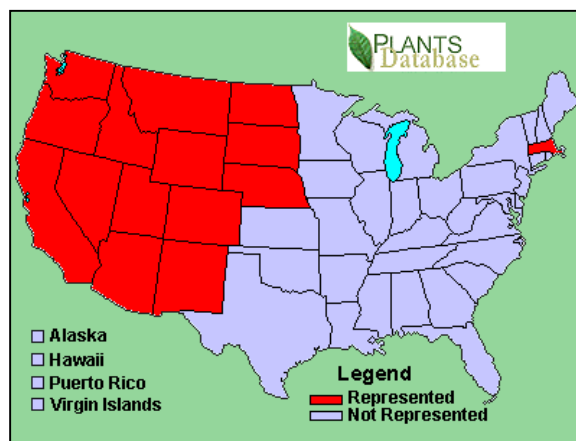 PLANTS
Database
Alaska
Hawaii
Puerto Rico
Virgin Islands
Legend
Represented
Not Represented